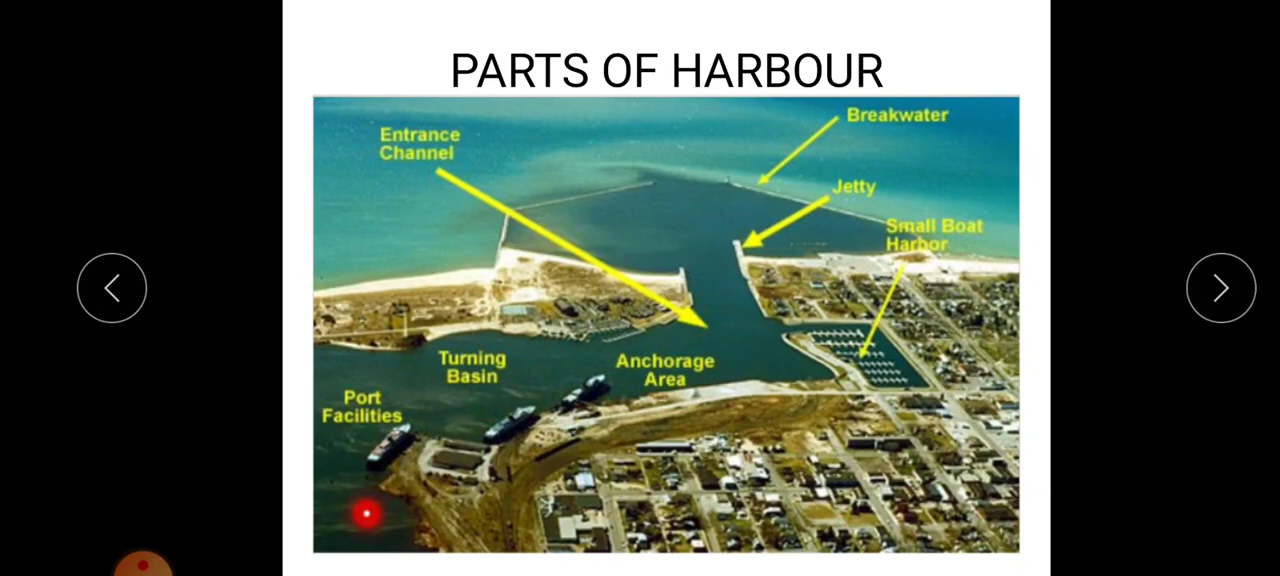 PARTS OF HARBOUR
Breakwater
Entrance
Channel
Jetty
Small Boat
Harbor
Turning
Basin
Anchorage
Area
Port
Facilities